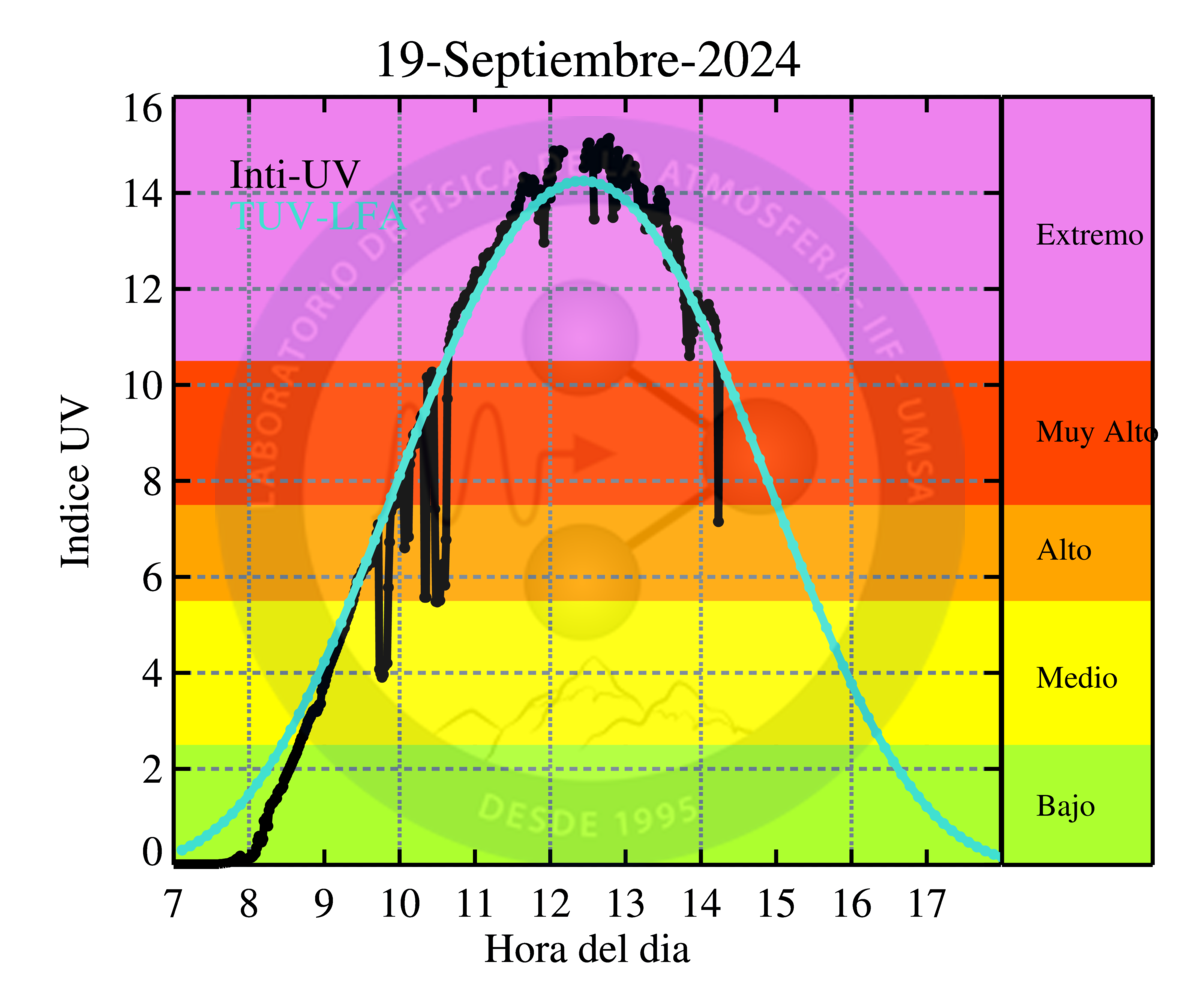 19-Septiembre-2024
16
14
12
10
8
6
4
2
0
Indice UV
Inti-UV
TUV-LFA
LABORATORIO DE FÍSICA DE LA ATMÓSFERA - IIF - UMSA
DESDE 1995
Extremo
Muy Alto
Alto
Medio
Bajo
7 8 9 10 11 12 13 14 15 16 17
Hora del dia